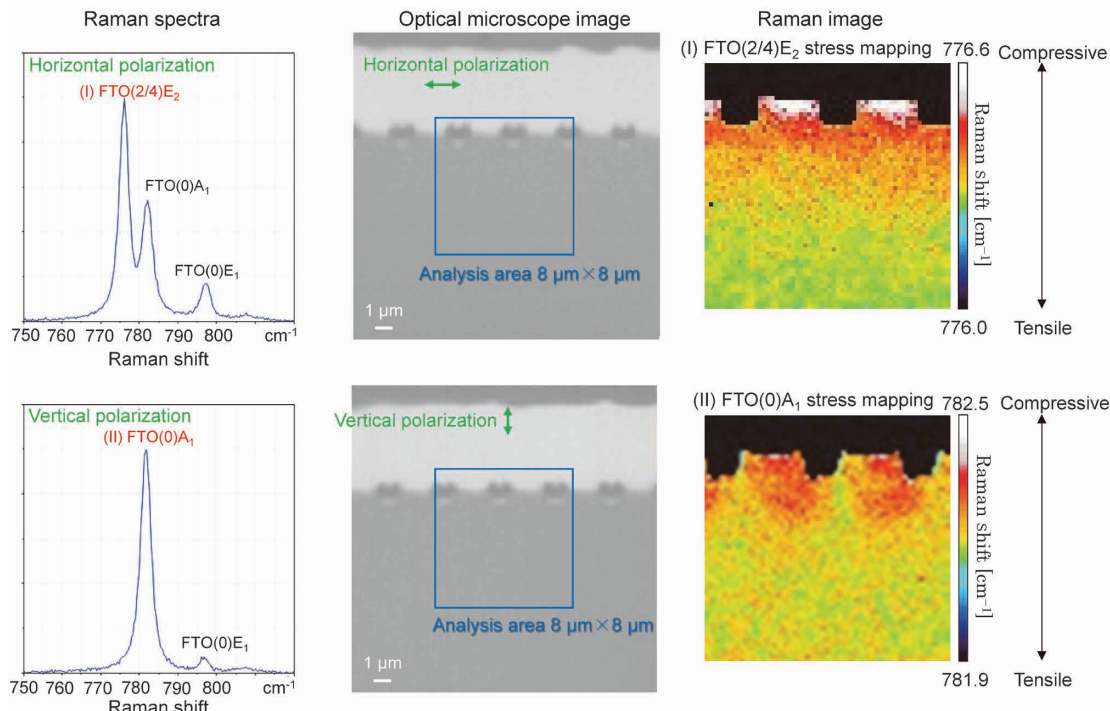 Raman spectra
Optical microscope image
Raman image
Horizontal polarization
(I) FTO(2/4)E2
FTO(0)A1
FTO(0)E1
750 760 770 780 790 800 cm-1
Raman shift
Horizontal polarization
Analysis area 8 μm×8 μm
1 μm
(I) FTO(2/4)E2 stress mapping
776.6 Compressive
Raman shift [cm−1]
776.0 Tensile
Vertical polarization
(II) FTO(0)A1
FTO(0)E1
750 760 770 780 790 800 cm-1
Raman shift
Vertical polarization
Analysis area 8 μm×8 μm
1 μm
(II) FTO(0)A1 stress mapping
782.5 Compressive
Raman shift [cm−1]
781.9 Tensile